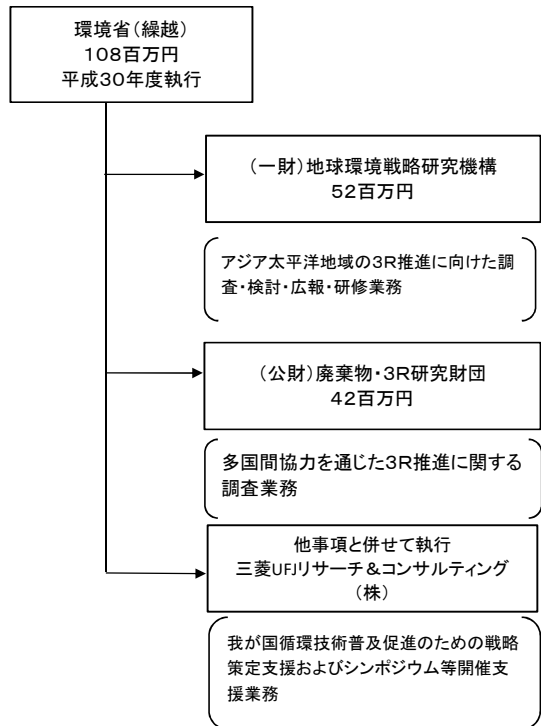 環境省（繰越）
108百万円
平成30年度執行
（一財）地球環境戦略研究機構
52百万円
アジア太平洋地域の3R推進に向けた調
査・検討・広報・研修業務
（公財）廃棄物・3R研究財団
42百万円
多国間協力を通じた3R推進に関する
調査業務
他事項と併せて執行
三菱UFJリサーチ＆コンサルティング
（株）
我が国循環技術普及促進のための戦略
策定支援およびシンポジウム等開催支
援業務